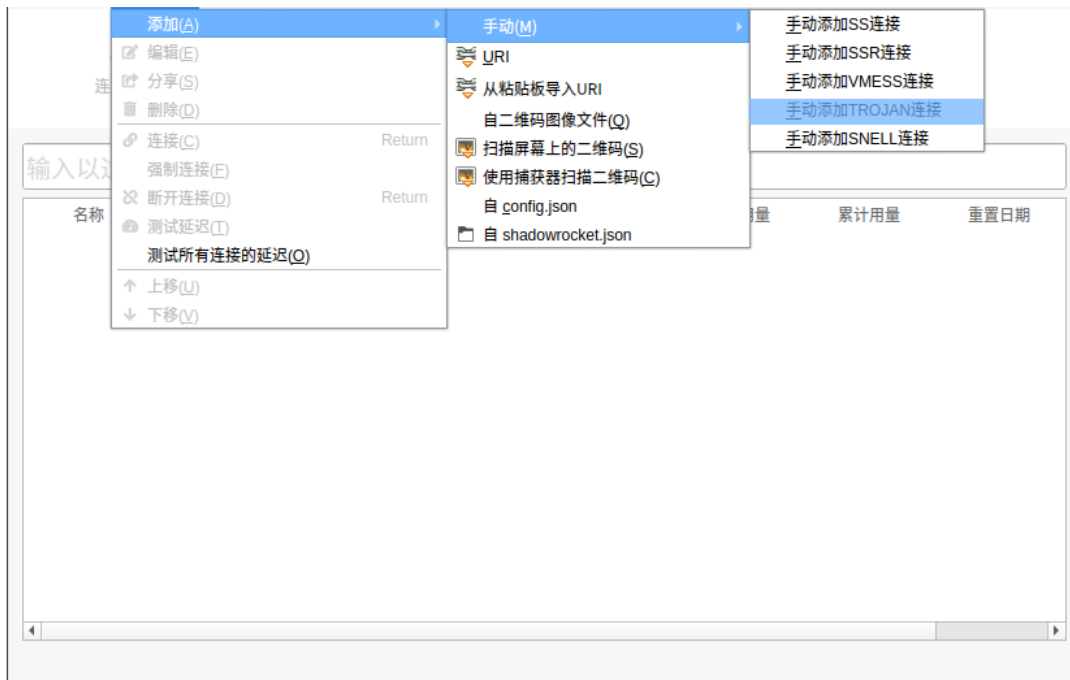 添加(A)
编辑(E)
分享(S)
删除(D)
连接(C) Return
强制连接(F)
断开连接(D) Return
测试延迟(T)
测试所有连接的延迟(O)
上移(U)
下移(V)
手动(M)
URI
从粘贴板导入URI
自二维码图像文件(Q)
扫描屏幕上的二维码(S)
使用捕获器扫描二维码(C)
自 config.json
自 shadowrocket.json
手动添加SS连接
手动添加SSR连接
手动添加VMESS连接
手动添加TROJAN连接
手动添加SNELL连接
连
输入以
名称 量 累计用量 重置日期